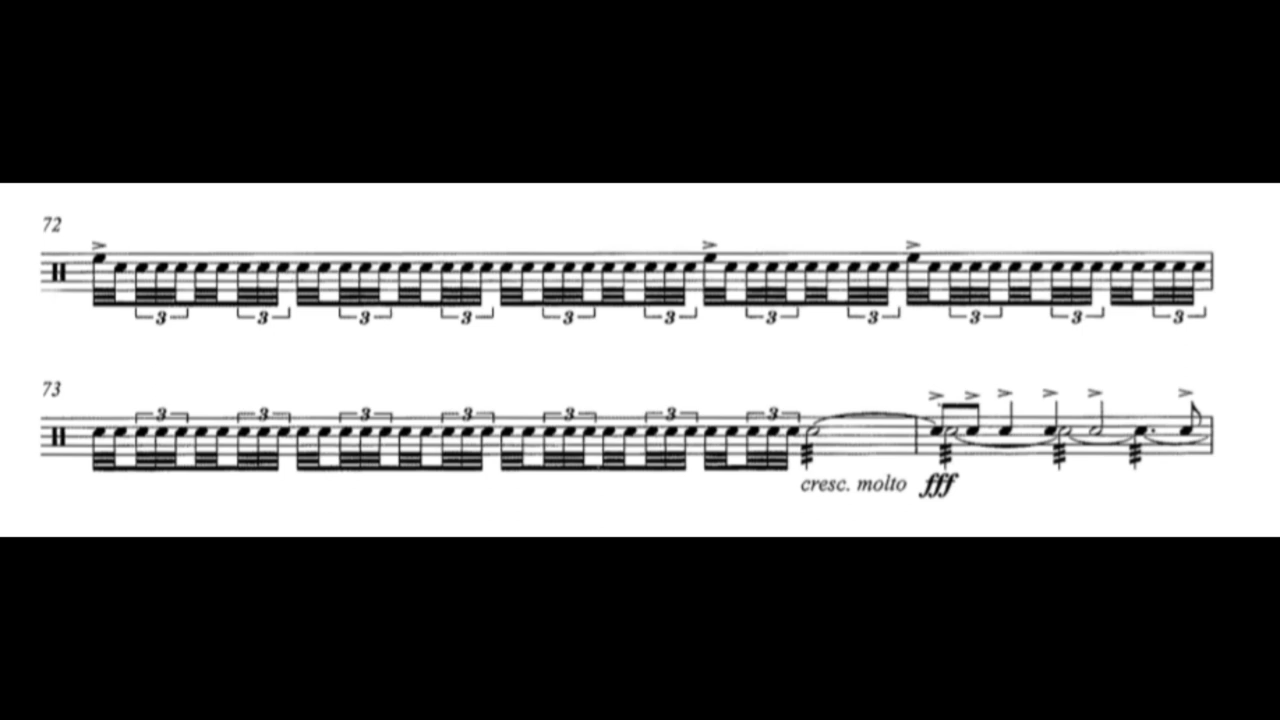 72
3 3 3 3 3 3 3 3 3 3 3
73
3 3 3 3 3 3 3
cresc. molto fff